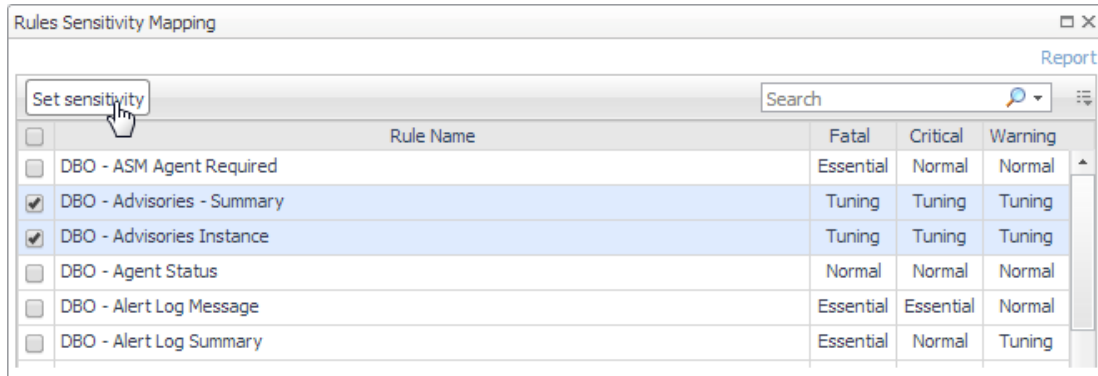 Rules Sensitivity Mapping
Report
Set sensitivity Search
Rule Name Fatal Critical Warning
DBO - ASM Agent Required Essential Normal Normal
DBO - Advisories - Summary Tuning Tuning Tuning
DBO - Advisories Instance Tuning Tuning Tuning
DBO - Agent Status Normal Normal Normal
DBO - Alert Log Message Essential Essential Normal
DBO - Alert Log Summary Essential Normal Tuning